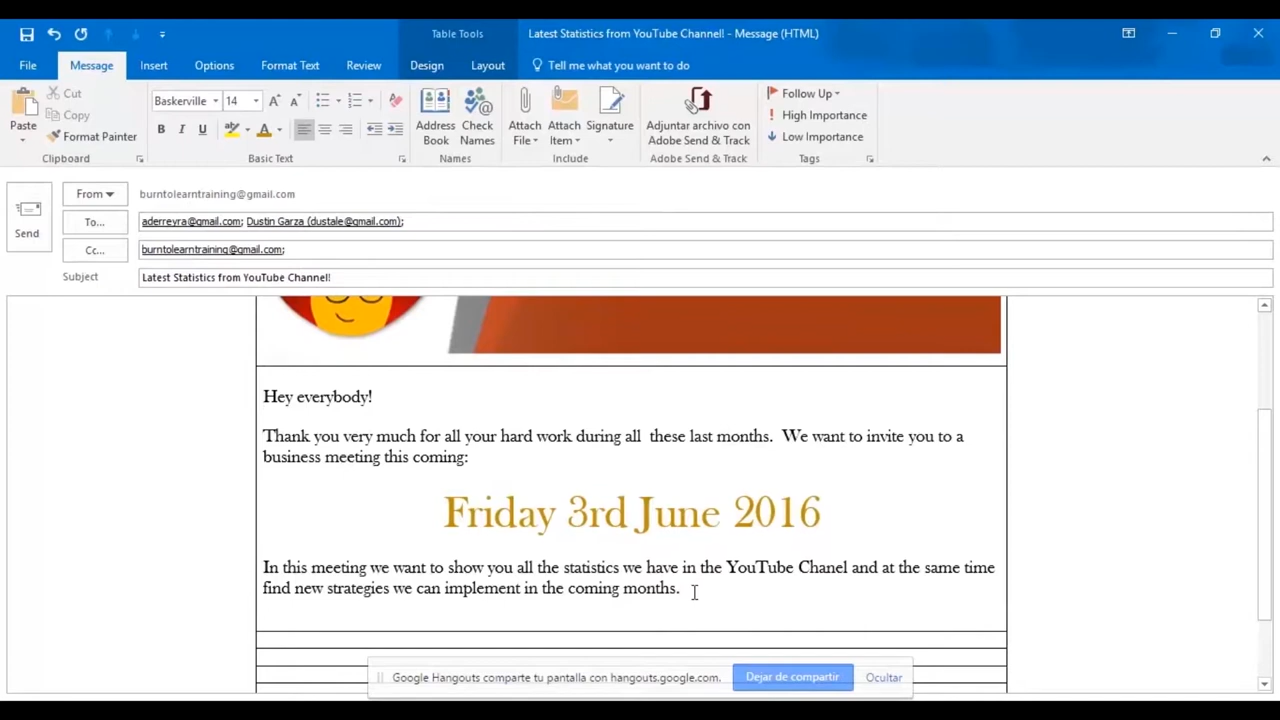 Table Tools
Latest Statistics from YouTube Channel! - Message (HTML)
File Message Insert Options Format Text Review Design Layout Tell me what you want to do
Paste
Cut
Copy
Format Painter
Clipboard
Baskerville 14
B I U
Basic Text
Address Book
Check Names
Names
Attach File
Attach Item
Signature
Include
Adjuntar archivo con
Adobe Send & Track
Adobe Send & Track
Follow Up
High Importance
Low Importance
Tags
Send
From burntolearntraining@gmail.com
To... aderreyra@gmail.com; Dustin Garza (dustale@gmail.com);
Cc... burntolearntraining@gmail.com;
Subject Latest Statistics from YouTube Channel!
Hey everybody!
Thank you very much for all your hard work during all these last months. We want to invite you to a
business meeting this coming:
Friday 3rd June 2016
In this meeting we want to show you all the statistics we have in the YouTube Chanel and at the same time
find new strategies we can implement in the coming months.
Google Hangouts comparte tu pantalla con hangouts.google.com.
Dejar de compartir
Ocultar